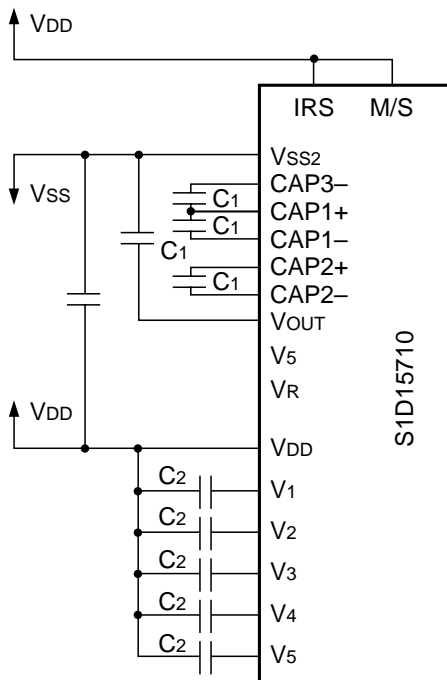 VDD
IRS M/S
VSS2
CAP3–
C1
VSS
CAP1+
C1
C1
CAP1–
CAP2+
C1
CAP2–
VOUT
V5
VR
S1D15710
VDD
VDD
C2
V1
C2
V2
C2
V3
C2
V4
C2
V5